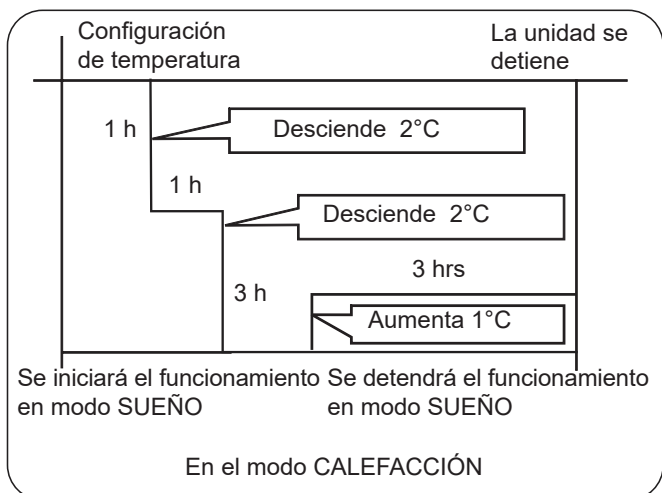 Configuración
de temperatura
La unidad se
detiene
1 h
Desciende 2°C
1 h
Desciende 2°C
3 hrs
3 h
Aumenta 1°C
Se iniciará el funcionamiento
en modo SUEÑO
Se detendrá el funcionamiento
en modo SUEÑO
En el modo CALEFACCIÓN